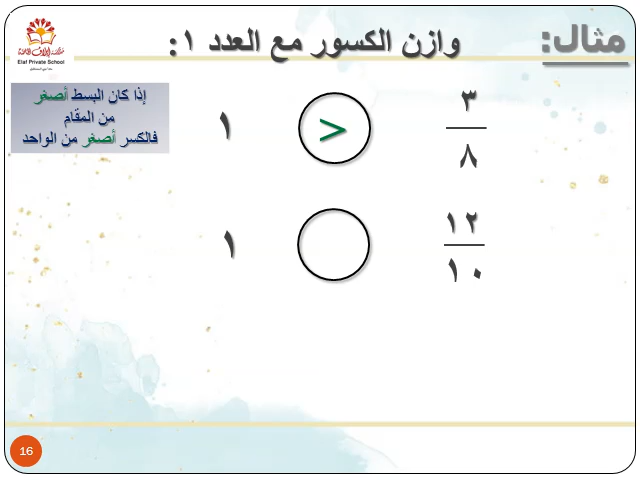 مثال:
وازن الكسور مع العدد ١:
Elaf Private School
إذا كان البسط أصغر
من المقام
فالكسر أصغر من الواحد
٣
٨
>
١
١٢
١٠
١
16